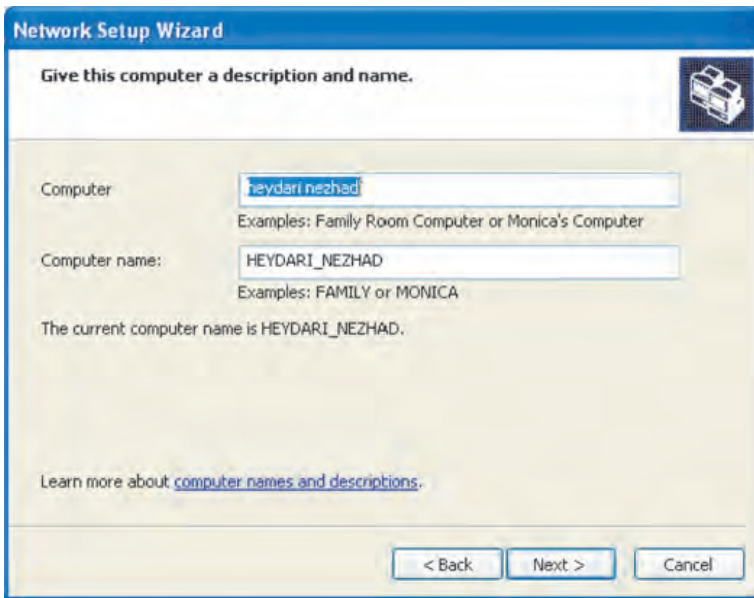 Network Setup Wizard
Give this computer a description and name.
Computer
heydari nezhad
Examples: Family Room Computer or Monica's Computer
Computer name:
HEYDARI_NEZHAD
Examples: FAMILY or MONICA
The current computer name is HEYDARI_NEZHAD.
Learn more about computer names and descriptions.
< Back
Next >
Cancel